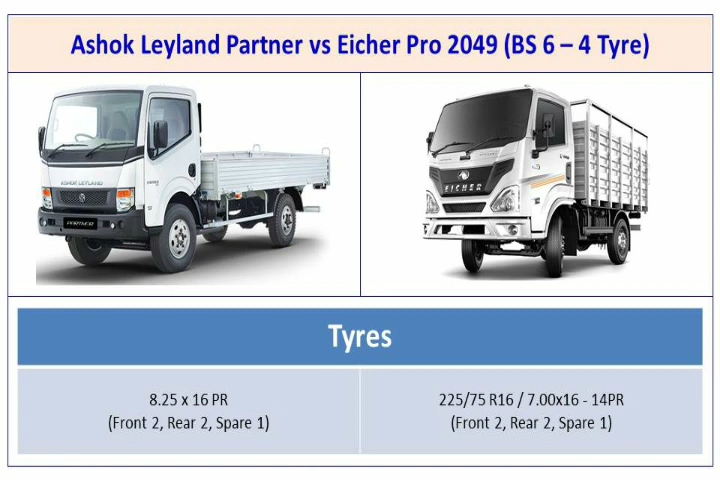 Ashok Leyland Partner vs Eicher Pro 2049 (BS 6 – 4 Tyre)
ASHOK LEYLAND
PARTNER
EICHER
Tyres
8.25 x 16 PR
(Front 2, Rear 2, Spare 1)
225/75 R16 / 7.00x16 - 14PR
(Front 2, Rear 2, Spare 1)